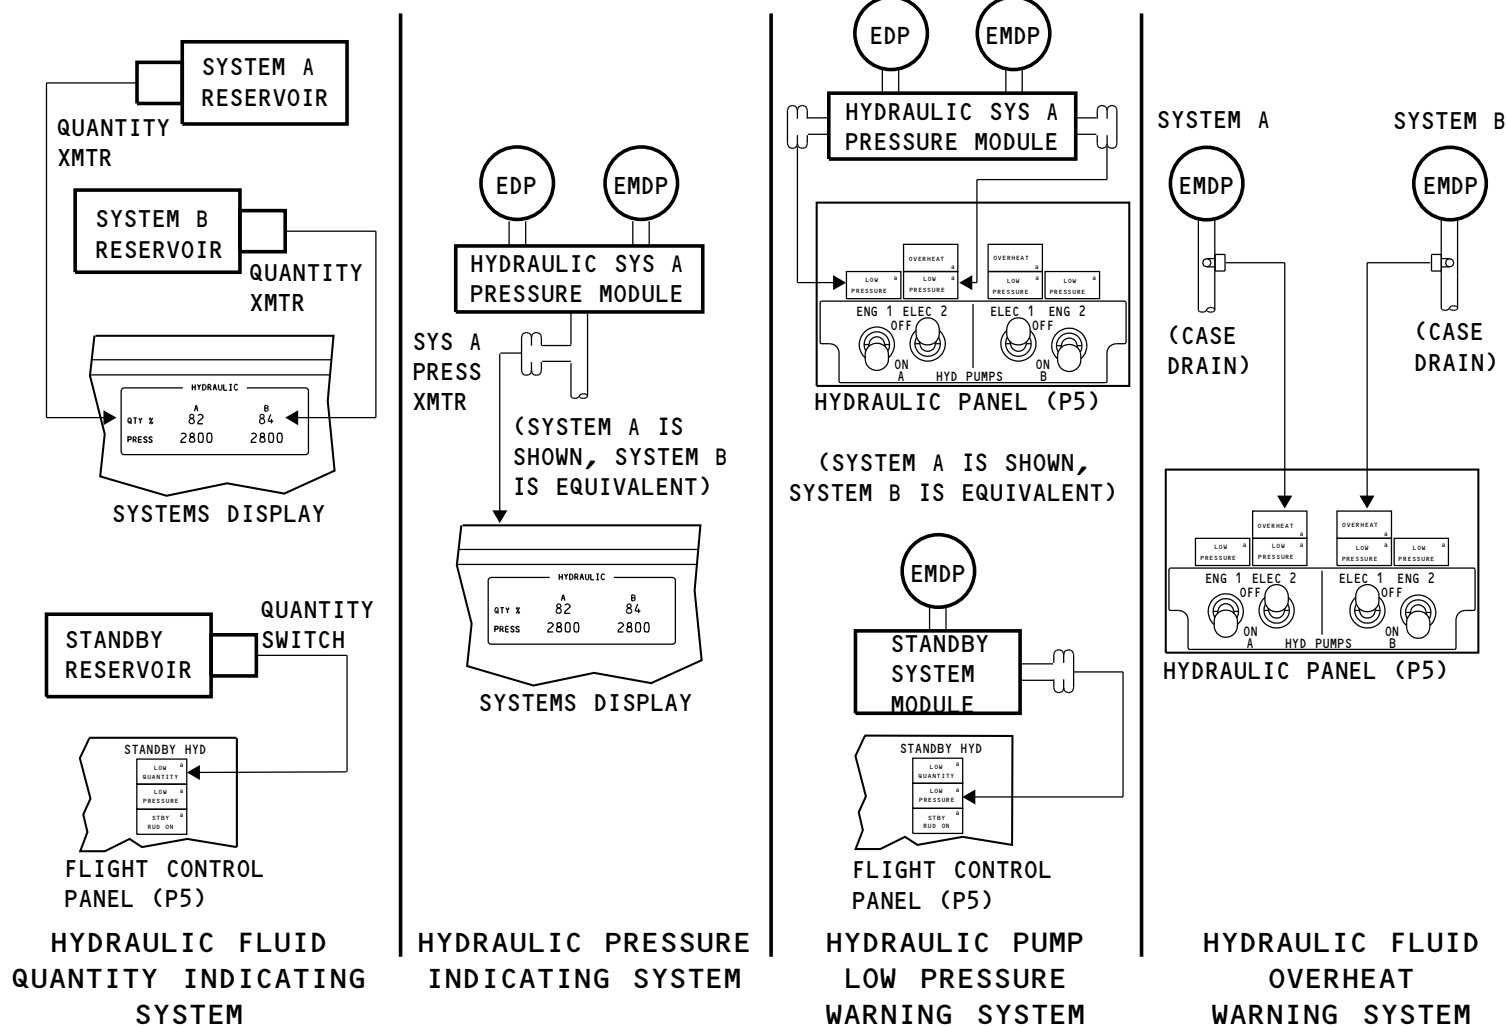 SYSTEM A
RESERVOIR
QUANTITY
XMTR
SYSTEM B
RESERVOIR
QUANTITY
XMTR
HYDRAULIC
A B
QTY % 82 84
PRESS 2800 2800
SYSTEMS DISPLAY
STANDBY
RESERVOIR
QUANTITY
SWITCH
STANDBY HYD
LOW a
QUANTITY
LOW a
PRESSURE
STBY a
RUD ON
FLIGHT CONTROL
PANEL (P5)
HYDRAULIC FLUID
QUANTITY INDICATING
SYSTEM
EDP EMDP
HYDRAULIC SYS A
PRESSURE MODULE
SYS A
PRESS
XMTR
(SYSTEM A IS
SHOWN, SYSTEM B
IS EQUIVALENT)
HYDRAULIC
A B
QTY % 82 84
PRESS 2800 2800
SYSTEMS DISPLAY
HYDRAULIC PRESSURE
INDICATING SYSTEM
EDP EMDP
HYDRAULIC SYS A
PRESSURE MODULE
OVERHEAT a OVERHEAT a
LOW a LOW a LOW a LOW a
PRESSURE PRESSURE PRESSURE PRESSURE
ENG 1 ELEC 2 ELEC 1 ENG 2
OFF OFF
ON ON
A HYD PUMPS B
HYDRAULIC PANEL (P5)
(SYSTEM A IS SHOWN,
SYSTEM B IS EQUIVALENT)
EMDP
STANDBY
SYSTEM
MODULE
STANDBY HYD
LOW a
QUANTITY
LOW a
PRESSURE
STBY a
RUD ON
FLIGHT CONTROL
PANEL (P5)
HYDRAULIC PUMP
LOW PRESSURE
WARNING SYSTEM
SYSTEM A SYSTEM B
EMDP EMDP
(CASE
DRAIN)
(CASE
DRAIN)
OVERHEAT a OVERHEAT a
LOW a LOW a LOW a LOW a
PRESSURE PRESSURE PRESSURE PRESSURE
ENG 1 ELEC 2 ELEC 1 ENG 2
OFF OFF
ON ON
A HYD PUMPS B
HYDRAULIC PANEL (P5)
HYDRAULIC FLUID
OVERHEAT
WARNING SYSTEM